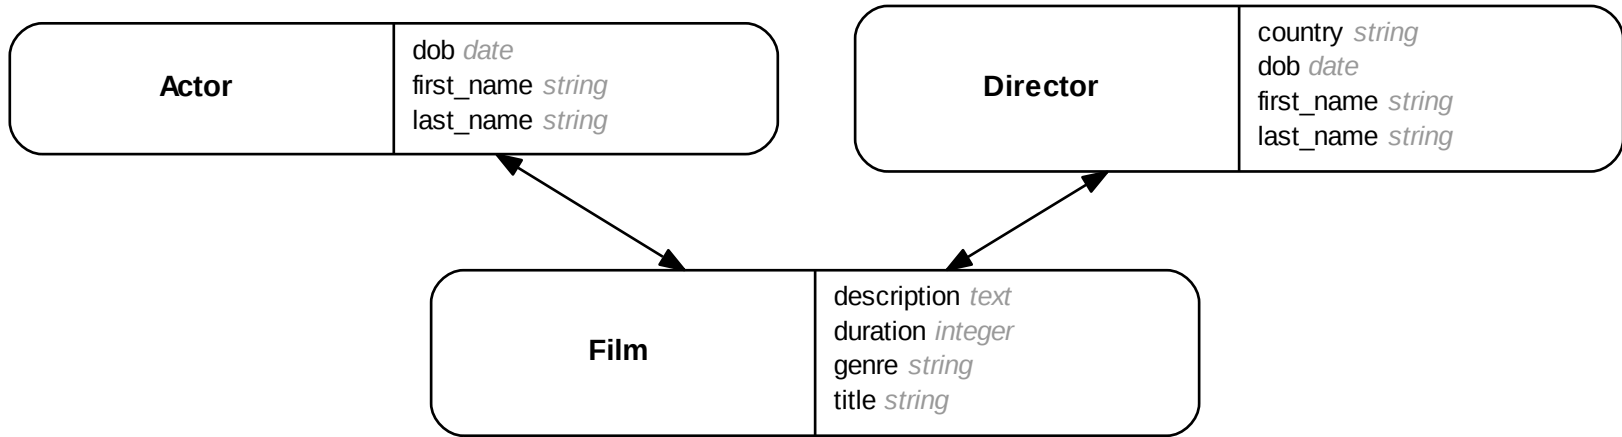 Actor
dob date
first_name string
last_name string
Director
country string
dob date
first_name string
last_name string
Film
description text
duration integer
genre string
title string